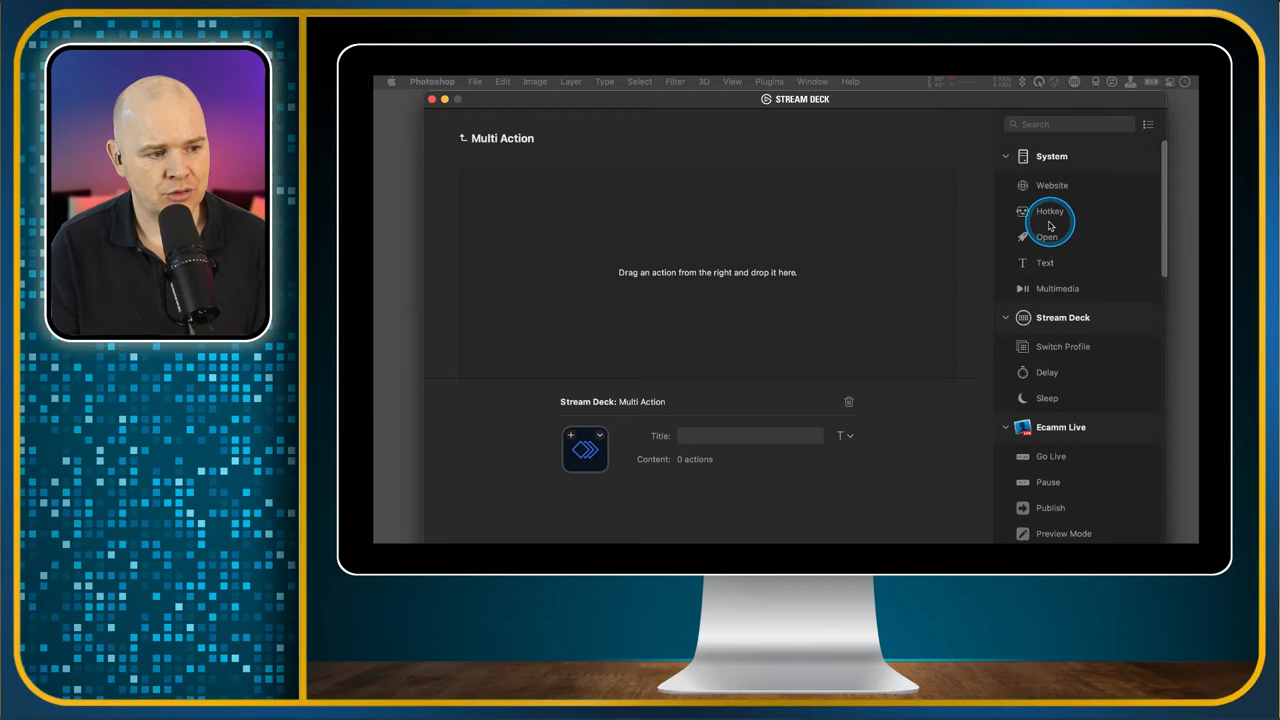 Photoshop File Edit Image Layer Type Select Filter 3D View Plugins Window Help
STREAM DECK
Multi Action
Search
System
Website
Hotkey
Open
Text
Multimedia
Drag an action from the right and drop it here.
Stream Deck
Switch Profile
Delay
Sleep
Stream Deck: Multi Action
Title:
T
Content: 0 actions
Ecamm Live
Go Live
Pause
Publish
Preview Mode